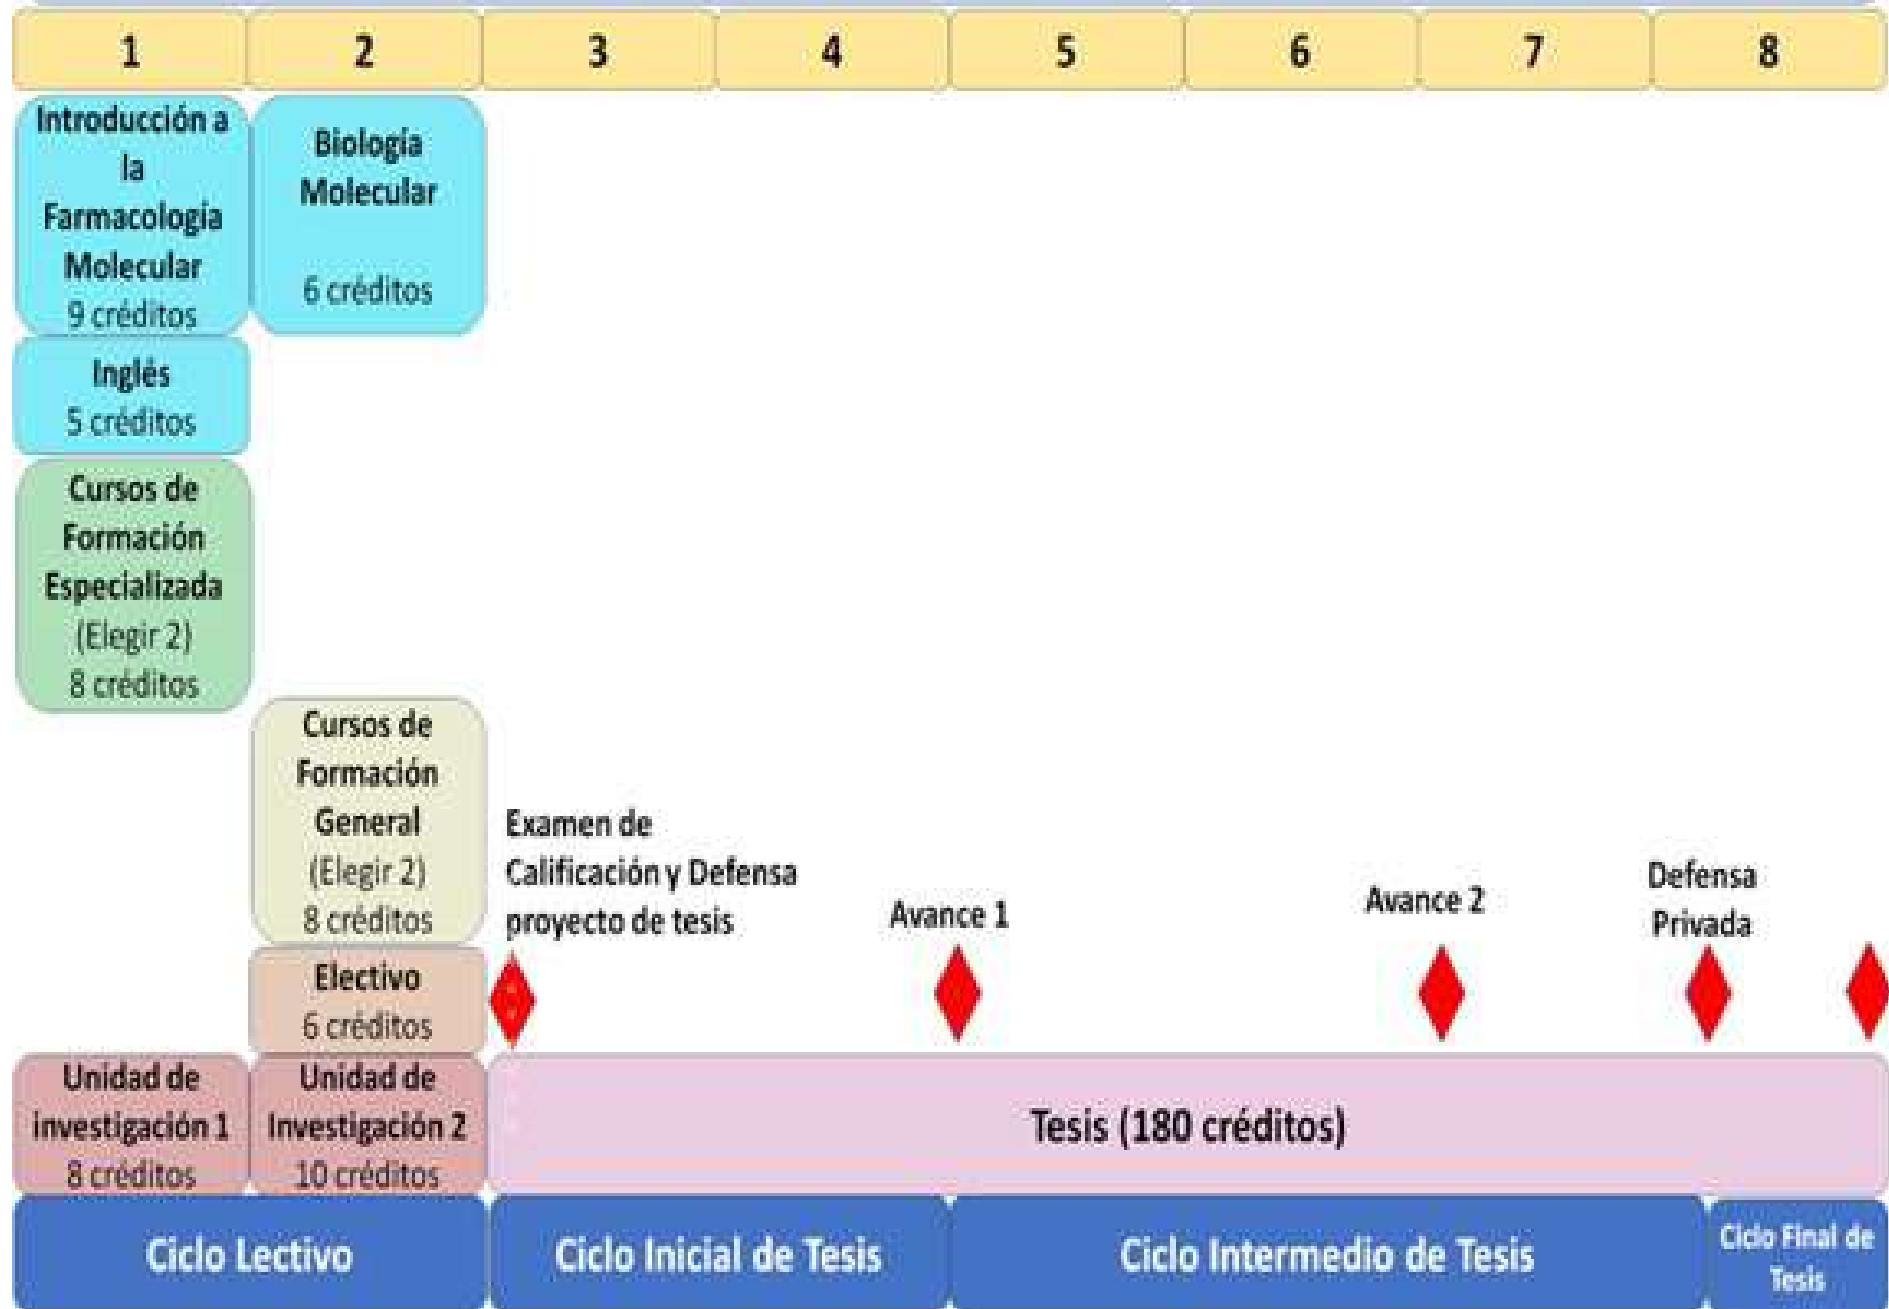 1 2 3 4 5 6 7 8
Introducción a
la
Farmacología
Molecular
9 créditos
Biología
Molecular
6 créditos
Inglés
5 créditos
Cursos de
Formación
Especializada
(Elegir 2)
8 créditos
Cursos de
Formación
General
(Elegir 2)
8 créditos
Examen de
Calificación y Defensa
proyecto de tesis
Avance 1
Avance 2
Defensa
Privada
Electivo
6 créditos
Unidad de
investigación 1
8 créditos
Unidad de
Investigación 2
10 créditos
Tesis (180 créditos)
Ciclo Lectivo
Ciclo Inicial de Tesis
Ciclo Intermedio de Tesis
Ciclo Final de
Tesis